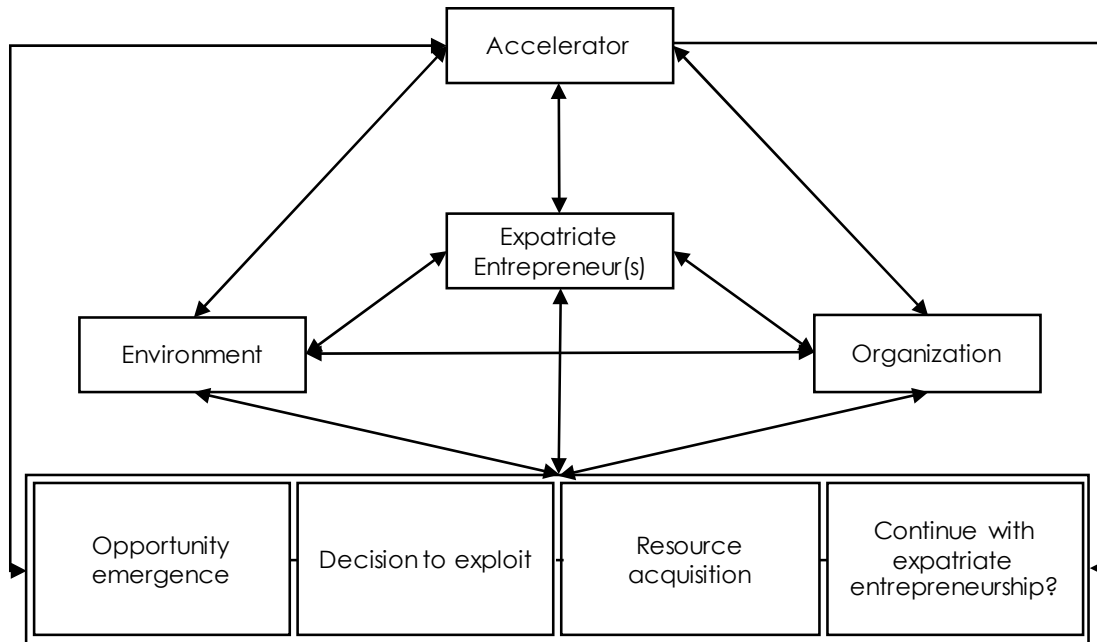 Accelerator
Expatriate
Entrepreneur(s)
Environment
Organization
Opportunity
emergence
Decision to exploit
Resource
acquisition
Continue with
expatriate
entrepreneurship?